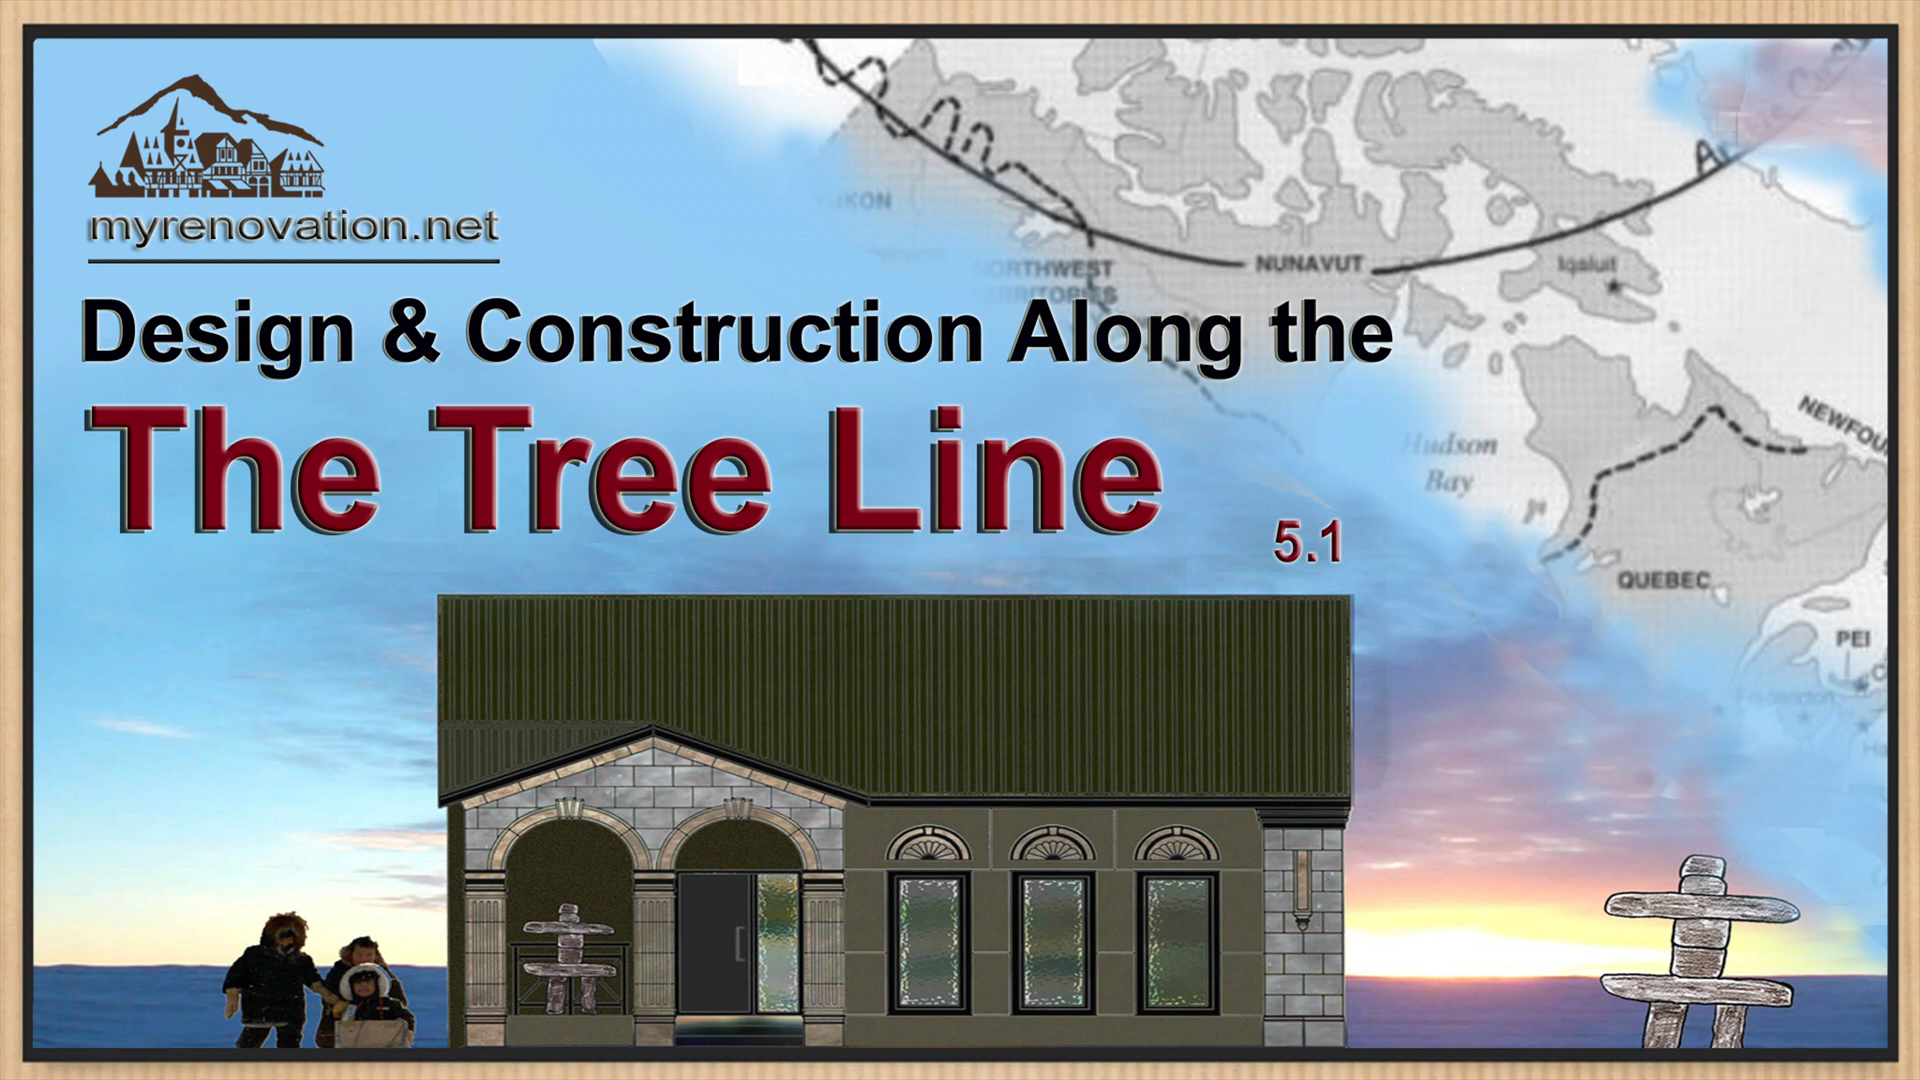 myrenovation.net
Design & Construction Along the
The Tree Line
5.1
YUKON
NORTHWEST
TERRITORIES
NUNAVUT
Iqaluit
Hudson
Bay
QUEBEC
PEI